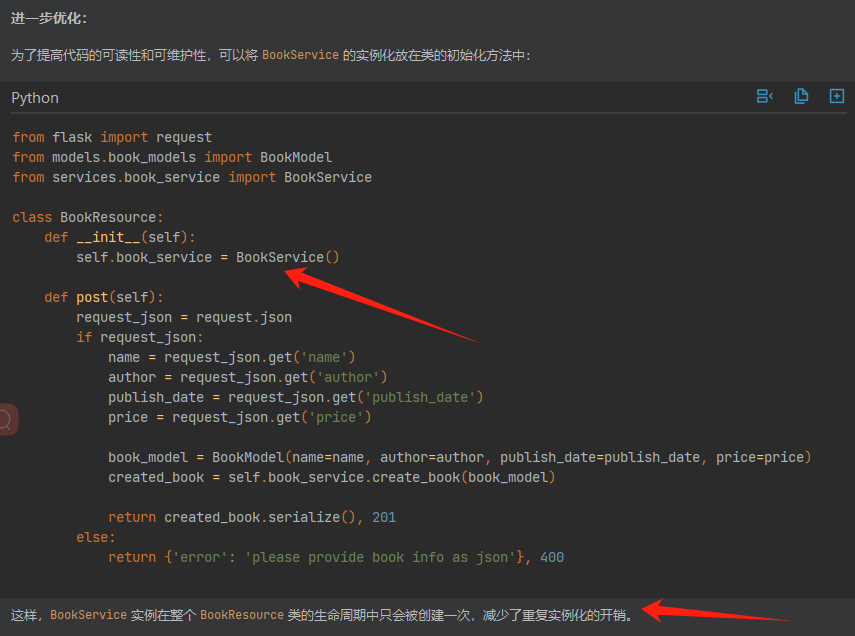 进一步优化：
为了提高代码的可读性和可维护性，可以将 BookService 的实例化放在类的初始化方法中：
Python
from flask import request
from models.book_models import BookModel
from services.book_service import BookService
class BookResource:
    def __init__(self):
        self.book_service = BookService()
    def post(self):
        request_json = request.json
        if request_json:
            name = request_json.get('name')
            author = request_json.get('author')
            publish_date = request_json.get('publish_date')
            price = request_json.get('price')
            book_model = BookModel(name=name, author=author, publish_date=publish_date, price=price)
            created_book = self.book_service.create_book(book_model)
            return created_book.serialize(), 201
        else:
            return {'error': 'please provide book info as json'}, 400
这样，BookService 实例在整个 BookResource 类的生命周期中只会被创建一次，减少了重复实例化的开销。